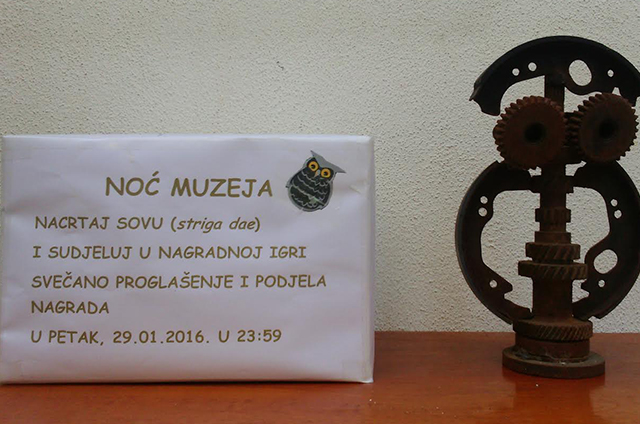 NOĆ MUZEJA
NACRTAJ SOVU (striga dae)
I SUDJELUJ U NAGRADNOJ IGRI
SVEČANO PROGLAŠENJE I PODJELA
NAGRADA
U PETAK, 29.01.2016. U 23:59